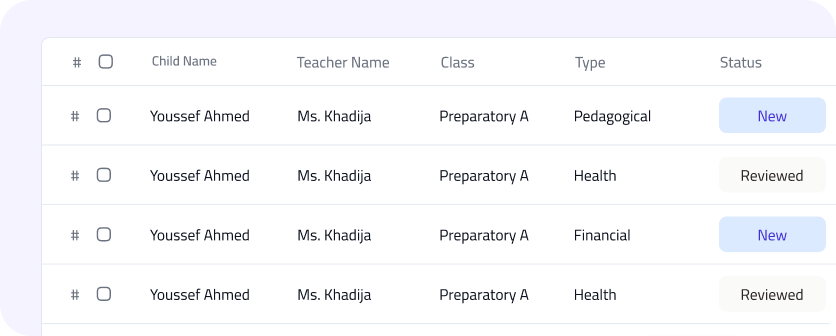 # Child Name Teacher Name Class Type Status
# Youssef Ahmed Ms. Khadija Preparatory A Pedagogical New
# Youssef Ahmed Ms. Khadija Preparatory A Health Reviewed
# Youssef Ahmed Ms. Khadija Preparatory A Financial New
# Youssef Ahmed Ms. Khadija Preparatory A Health Reviewed